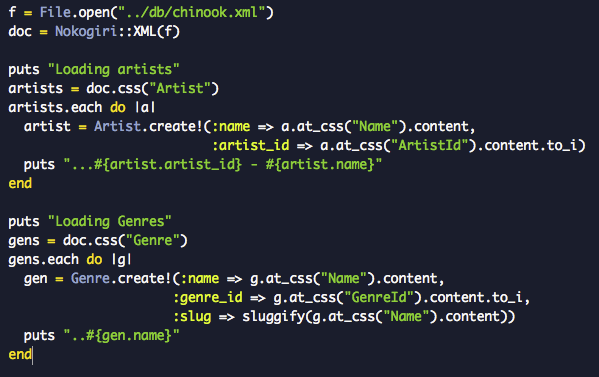 f = File.open("../db/chinook.xml")
doc = Nokogiri::XML(f)

puts "Loading artists"
artists = doc.css("Artist")
artists.each do |a|
  artist = Artist.create!(:name => a.at_css("Name").content,
                          :artist_id => a.at_css("ArtistId").content.to_i)
  puts "...#{artist.artist_id} - #{artist.name}"
end

puts "Loading Genres"
gens = doc.css("Genre")
gens.each do |g|
  gen = Genre.create!(:name => g.at_css("Name").content,
                      :genre_id => g.at_css("GenreId").content.to_i,
                      :slug => sluggify(g.at_css("Name").content))
  puts "..#{gen.name}"
end